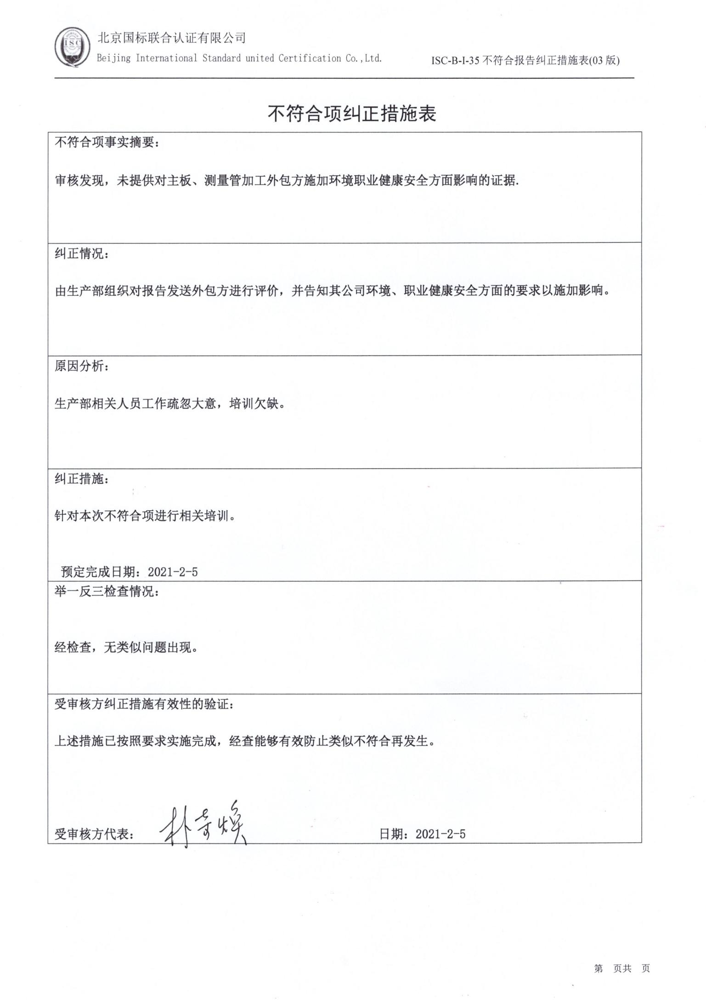 ISC
北京国标联合认证有限公司
Beijing International Standard united Certification Co.,Ltd.
ISC-B-I-35 不符合报告纠正措施表(03 版)
不符合项纠正措施表
不符合项事实摘要：
审核发现，未提供对主板、测量管加工外包方施加环境职业健康安全方面影响的证据.
纠正情况：
由生产部组织对报告发送外包方进行评价，并告知其公司环境、职业健康安全方面的要求以施加影响。
原因分析：
生产部相关人员工作疏忽大意，培训欠缺。
纠正措施：
针对本次不符合项进行相关培训。
预定完成日期：2021-2-5
举一反三检查情况：
经检查，无类似问题出现。
受审核方纠正措施有效性的验证：
上述措施已按照要求实施完成，经查能够有效防止类似不符合再发生。
受审核方代表：
日期：2021-2-5
第 页共 页